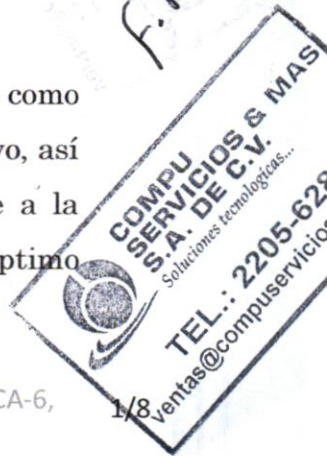 como
vo, así
e a la
ptimo
CA-6,
1/8
COMPU
SERVICIOS & MAS
S. A. DE C.V.
Soluciones tecnologicas...
TEL.: 2205-628
ventas@compuservicios